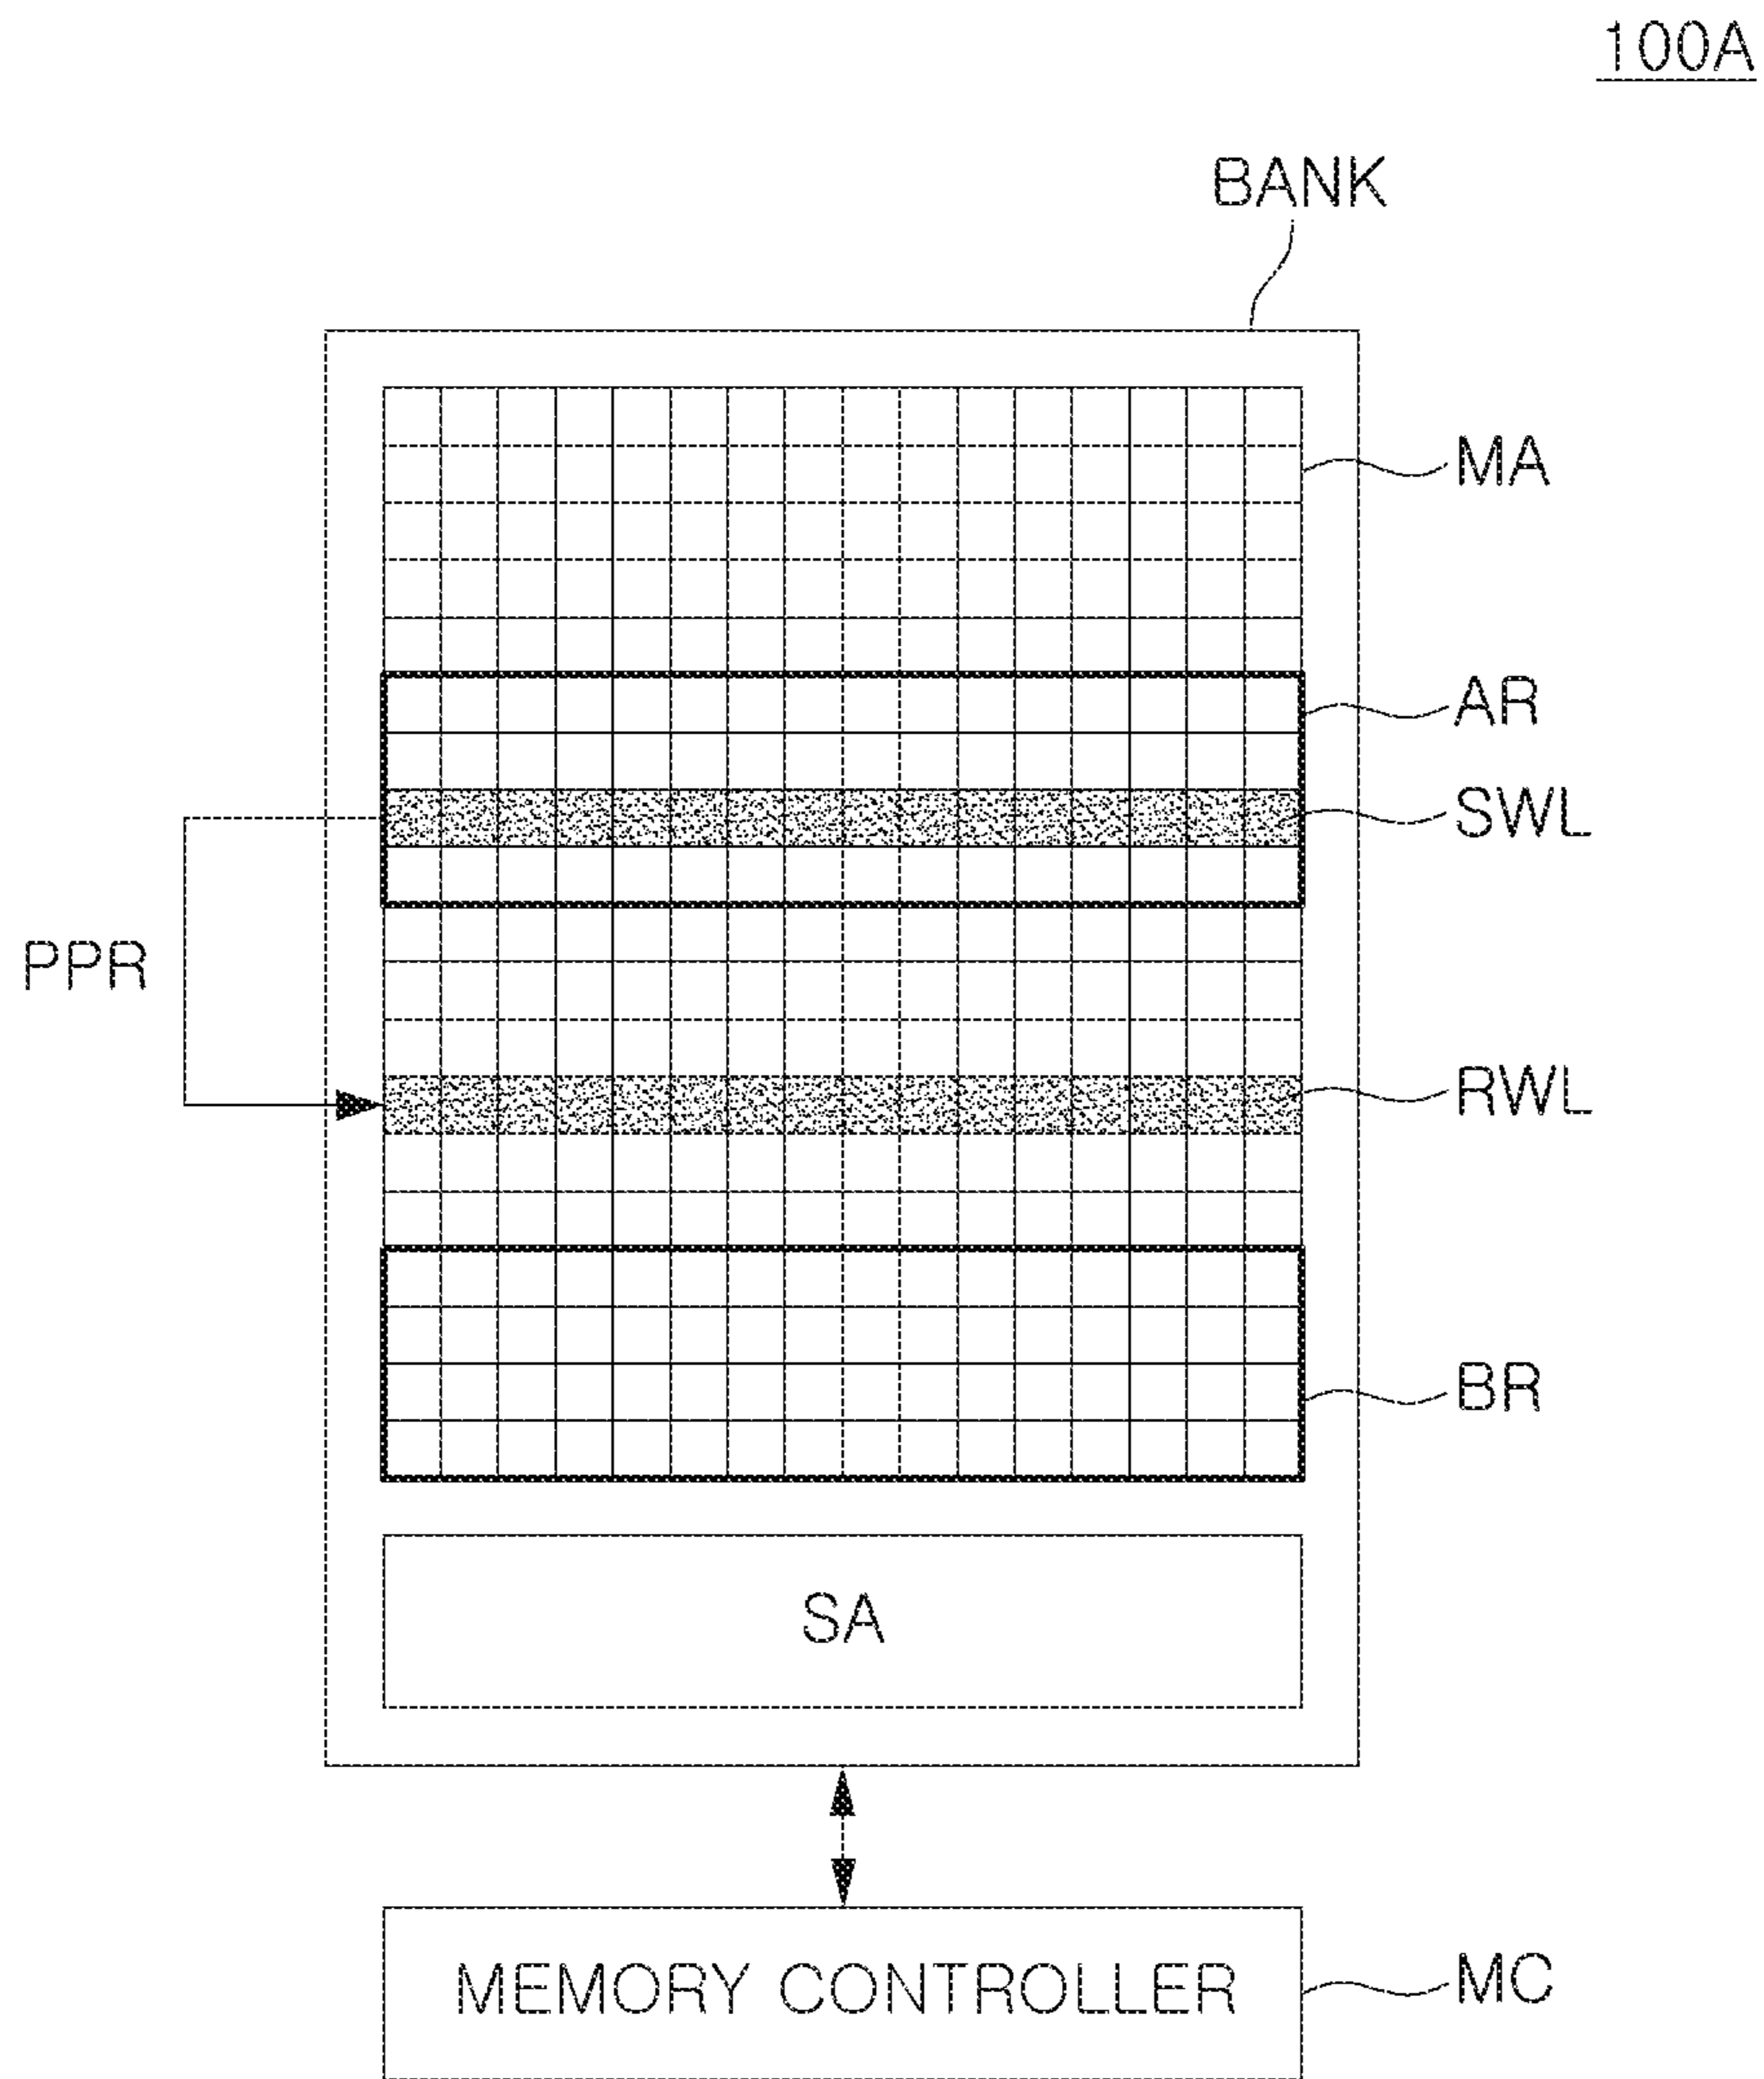 100A
BANK
MA
AR
SWL
PPR
RWL
BR
SA
MEMORY CONTROLLER
MC